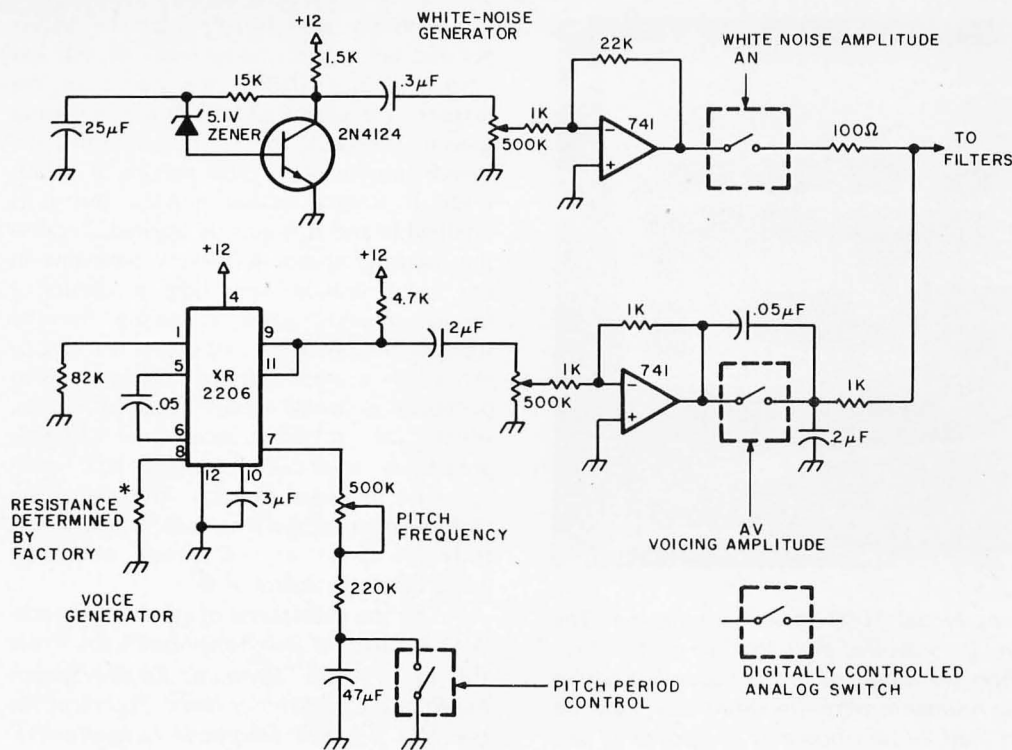 WHITE-NOISE
GENERATOR
+12
1.5K
15K
.3µF
25µF
5.1V
ZENER
2N4124
500K
1K
22K
741
−
+
WHITE NOISE AMPLITUDE
AN
100Ω
TO
FILTERS
+12
4
1
9
5
11
XR
2206
82K
.05
6
7
8
12
10
3µF
*
RESISTANCE
DETERMINED
BY
FACTORY
VOICE
GENERATOR
+12
4.7K
2µF
500K
1K
1K
741
−
+
.05µF
1K
.2µF
AV
VOICING AMPLITUDE
500K
PITCH
FREQUENCY
220K
47µF
PITCH PERIOD
CONTROL
DIGITALLY CONTROLLED
ANALOG SWITCH